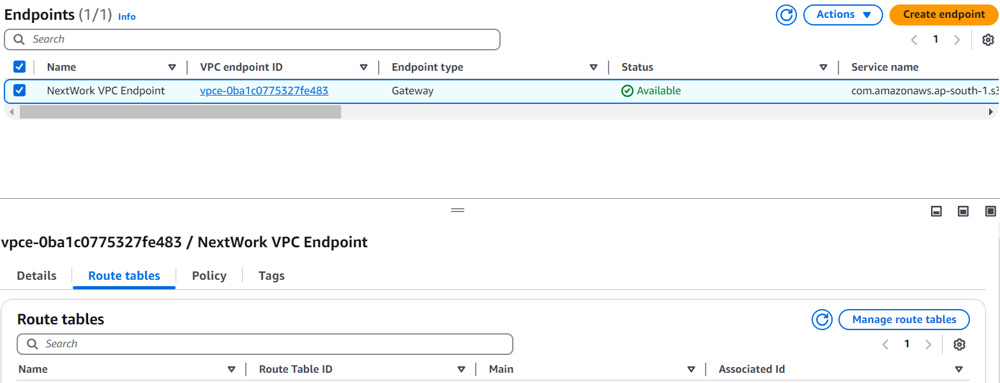 Endpoints (1/1) Info
Actions
Create endpoint
Search
1
Name
VPC endpoint ID
Endpoint type
Status
Service name
NextWork VPC Endpoint
vpce-0ba1c0775327fe483
Gateway
Available
com.amazonaws.ap-south-1.s3
vpce-0ba1c0775327fe483 / NextWork VPC Endpoint
Details
Route tables
Policy
Tags
Route tables
Manage route tables
Search
1
Name
Route Table ID
Main
Associated Id